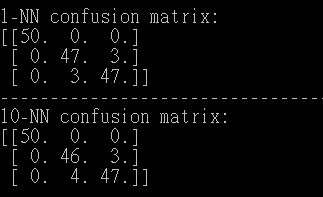 1-NN confusion matrix:
[[50.  0.  0.]
 [ 0. 47.  3.]
 [ 0.  3. 47.]]
----------------------------------------
10-NN confusion matrix:
[[50.  0.  0.]
 [ 0. 46.  3.]
 [ 0.  4. 47.]]